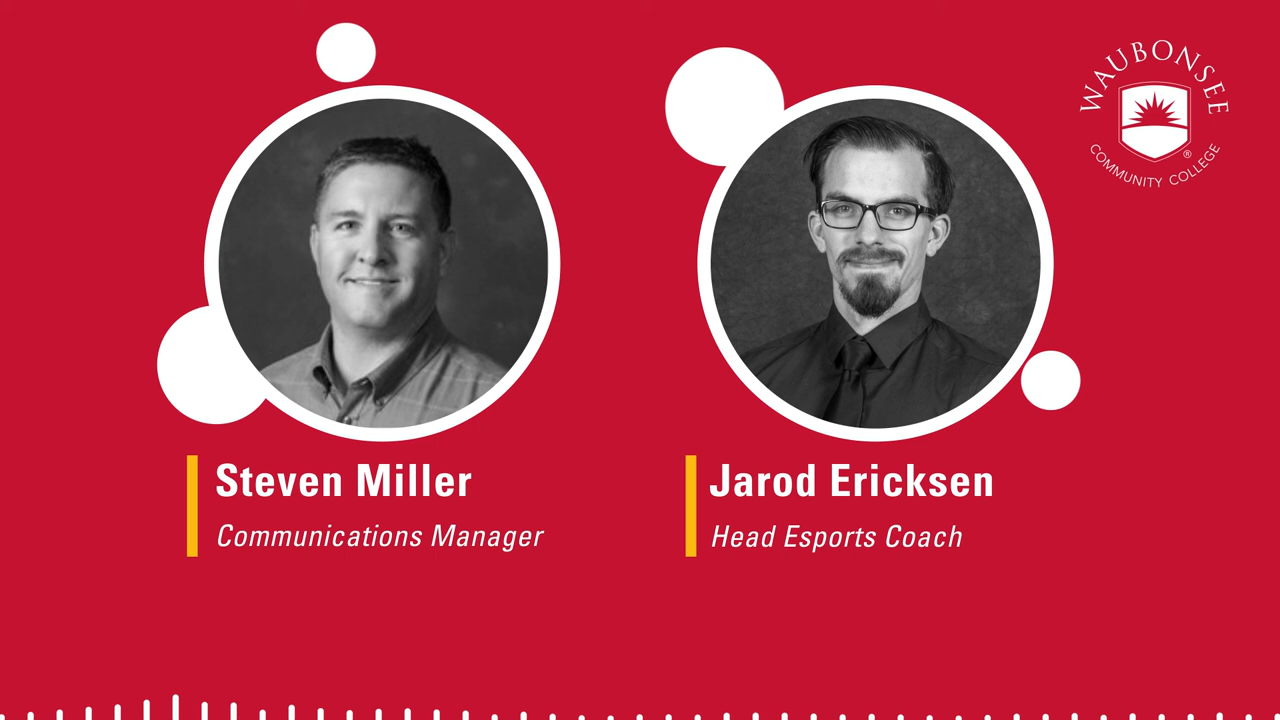 WAUBONSEE
COMMUNITY COLLEGE
®
Steven Miller
Communications Manager
Jarod Ericksen
Head Esports Coach